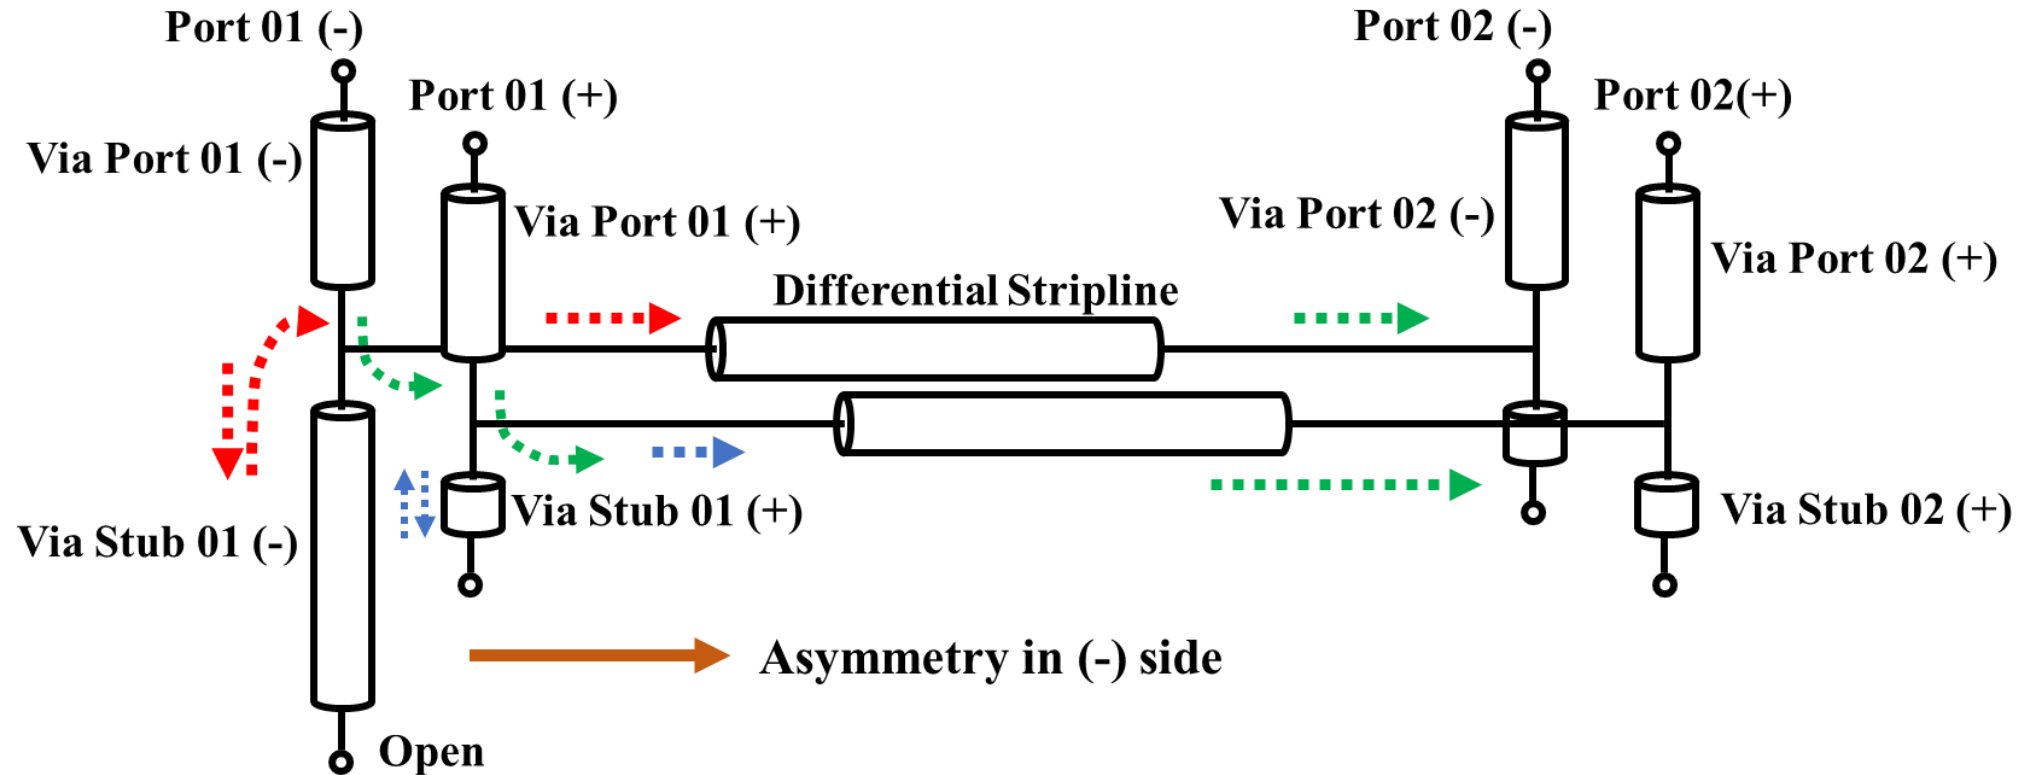 Port 01 (-)
Port 02 (-)
Port 01 (+)
Port 02(+)
Via Port 01 (-)
Via Port 01 (+)
Via Port 02 (-)
Via Port 02 (+)
Differential Stripline
Via Stub 01 (-)
Via Stub 01 (+)
Via Stub 02 (+)
Asymmetry in (-) side
Open